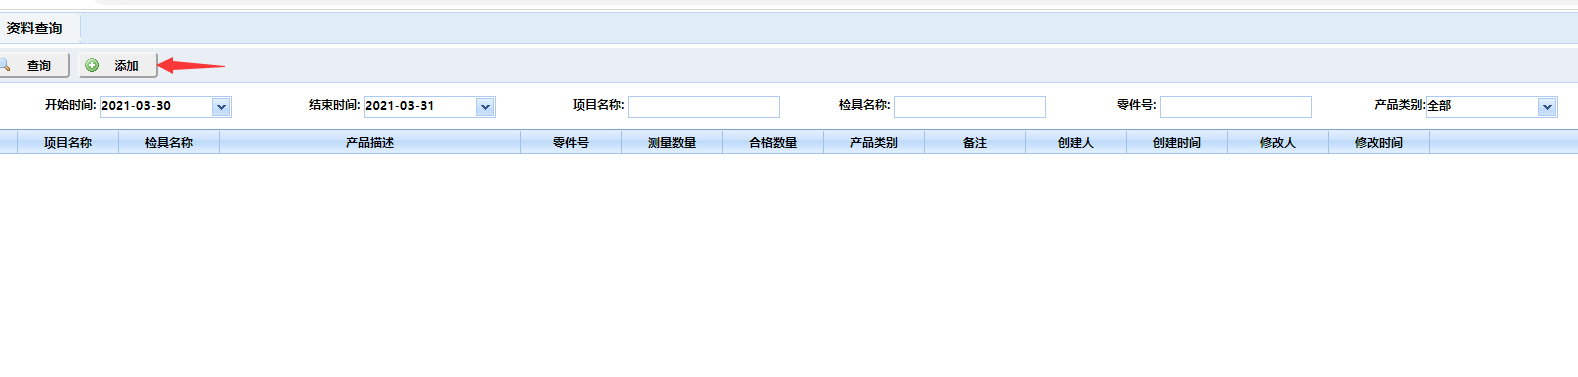 资料查询
查询 添加
开始时间: 2021-03-30 结束时间: 2021-03-31 项目名称: 检具名称: 零件号: 产品类别: 全部
项目名称 检具名称 产品描述 零件号 测量数量 合格数量 产品类别 备注 创建人 创建时间 修改人 修改时间